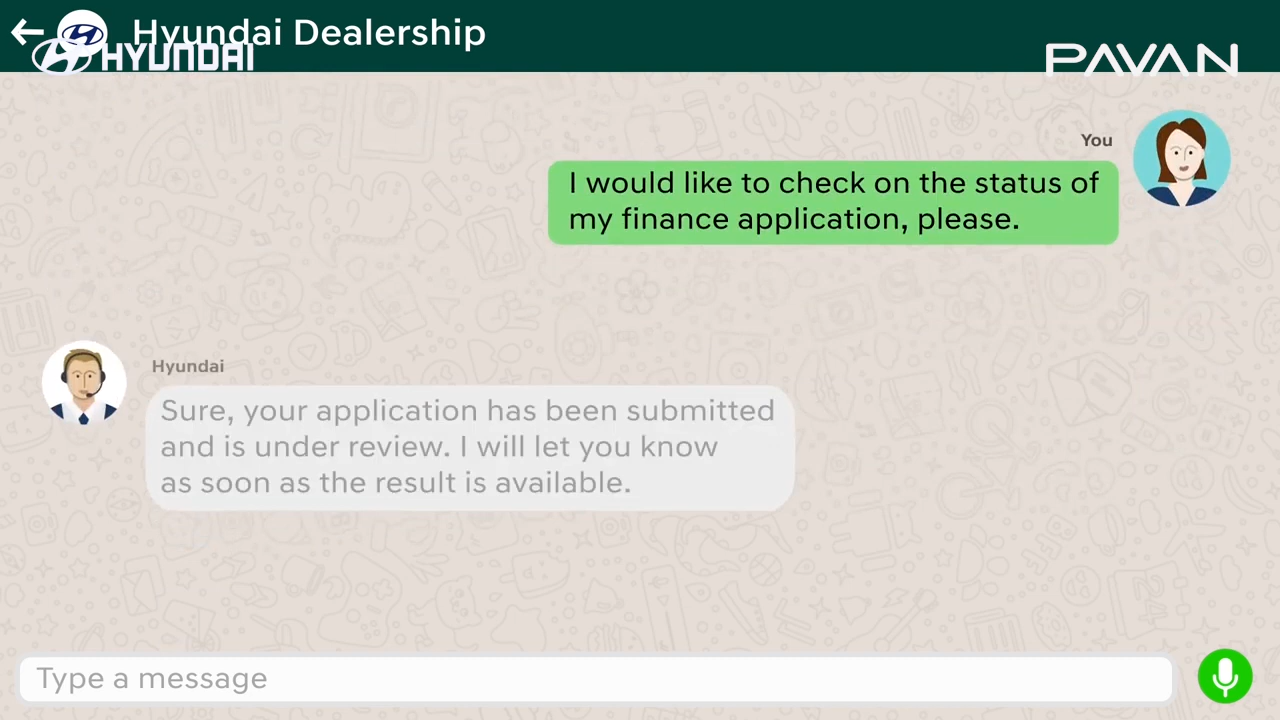 Hyundai Dealership
HYUNDAI
PAVAN
You
I would like to check on the status of
my finance application, please.
Hyundai
Sure, your application has been submitted
and is under review. I will let you know
as soon as the result is available.
Type a message